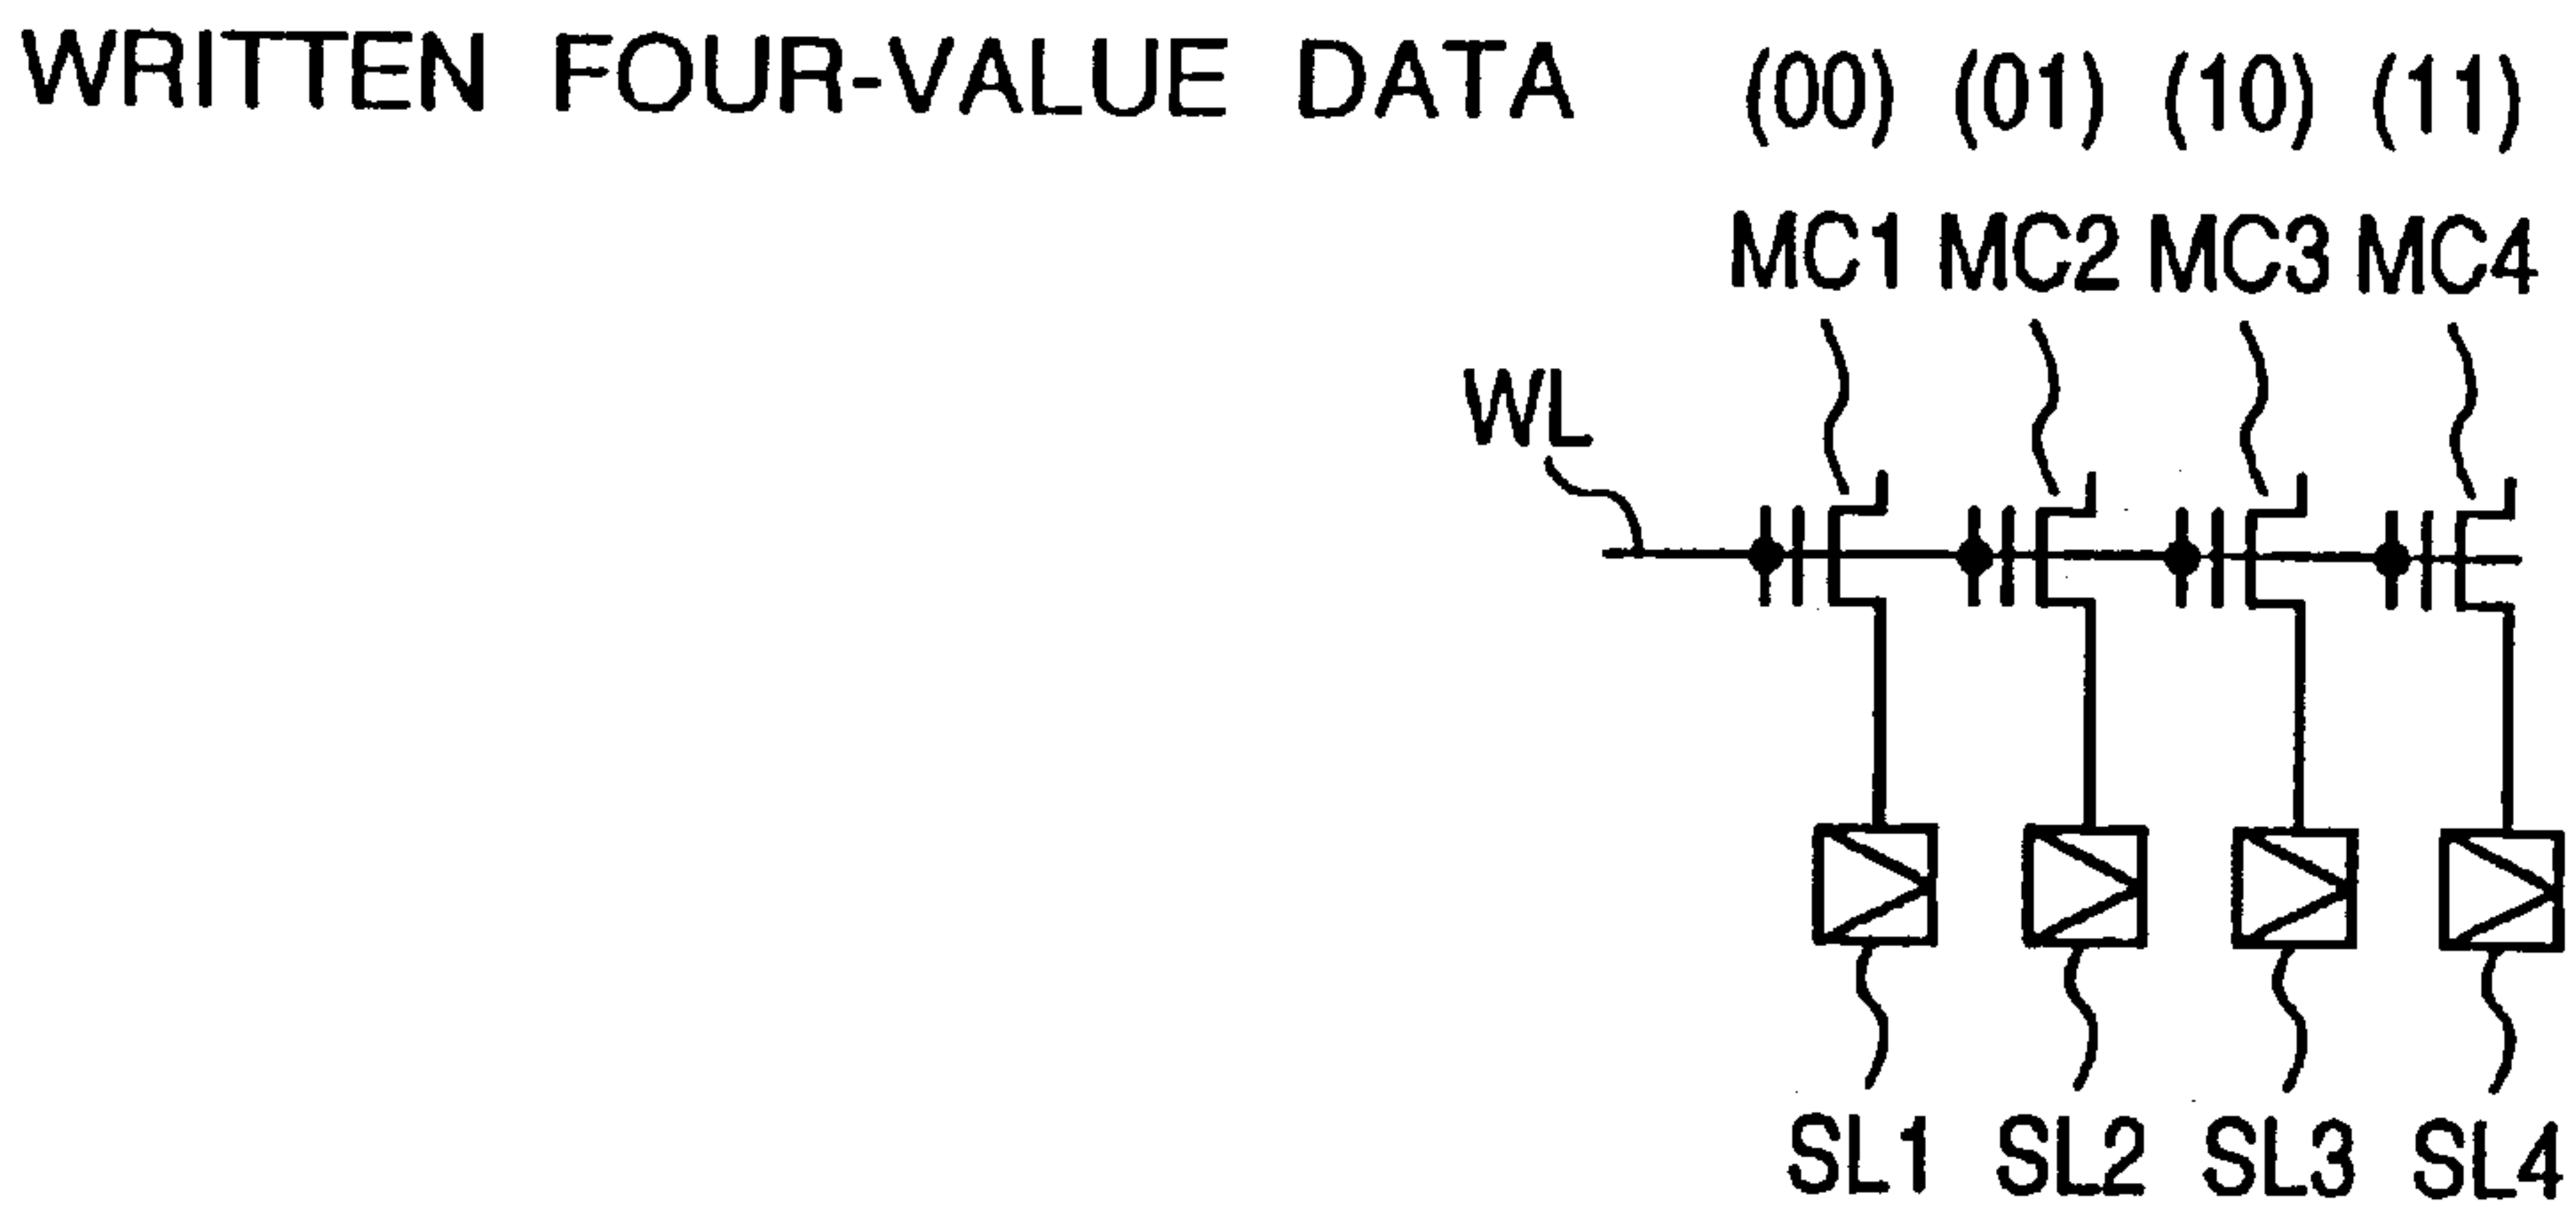 WRITTEN FOUR-VALUE DATA (00) (01) (10) (11)
MC1 MC2 MC3 MC4
WL
SL1 SL2 SL3 SL4